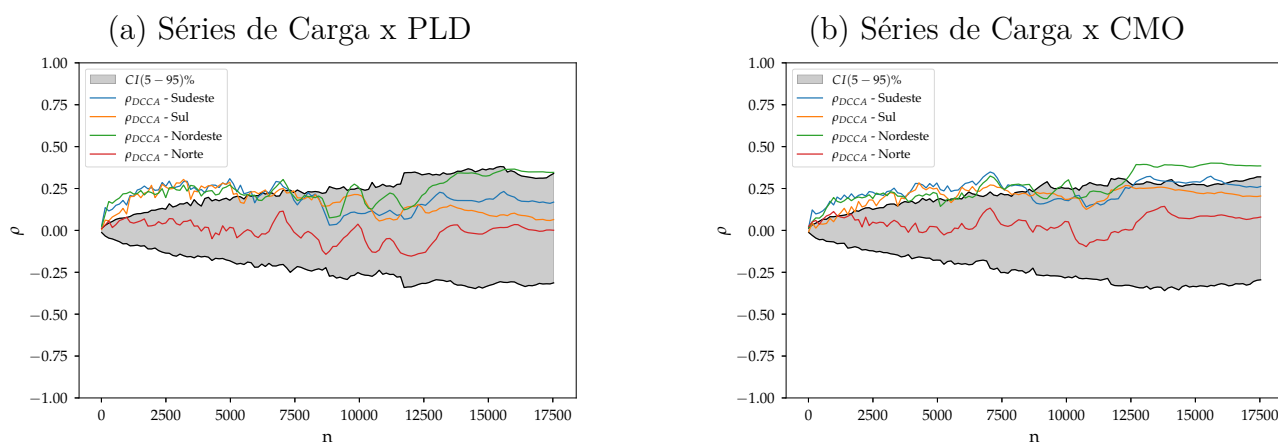 (a) Séries de Carga x PLD
1.00
0.75
0.50
0.25
0.00
−0.25
−0.50
−0.75
−1.00
ρ
CI(5 − 95)%
ρDCCA - Sudeste
ρDCCA - Sul
ρDCCA - Nordeste
ρDCCA - Norte
0 2500 5000 7500 10000 12500 15000 17500
n
(b) Séries de Carga x CMO
1.00
0.75
0.50
0.25
0.00
−0.25
−0.50
−0.75
−1.00
ρ
CI(5 − 95)%
ρDCCA - Sudeste
ρDCCA - Sul
ρDCCA - Nordeste
ρDCCA - Norte
0 2500 5000 7500 10000 12500 15000 17500
n